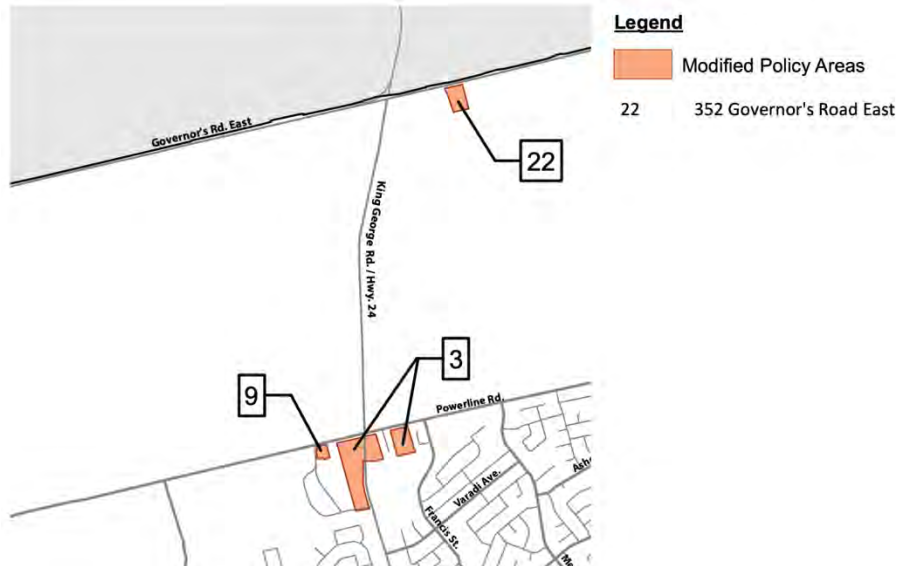 Legend
Modified Policy Areas
22 352 Governor's Road East
Governor's Rd. East
22
King George Rd. / Hwy. 24
3
9
Powerline Rd.
Varadi Ave.
Francis St.